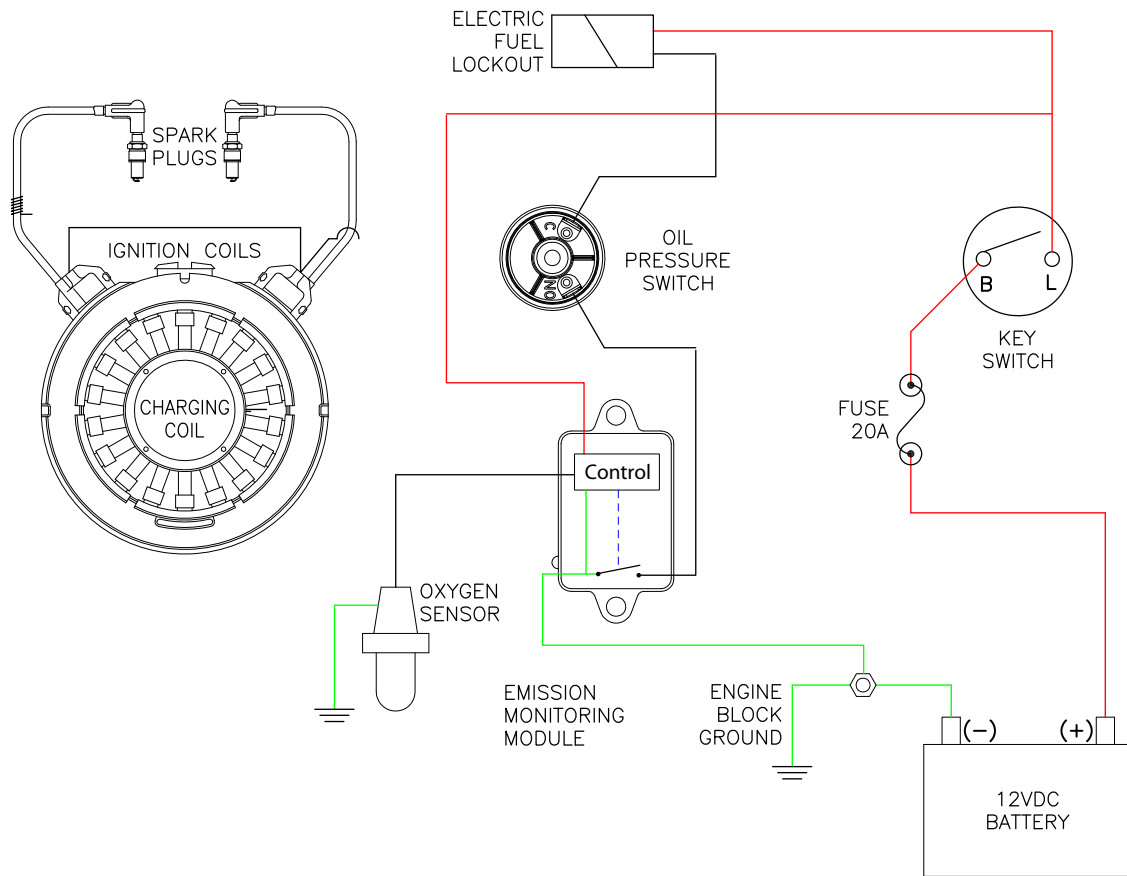 ELECTRIC
FUEL
LOCKOUT
SPARK
PLUGS
IGNITION COILS
OIL
PRESSURE
SWITCH
C
NO
B
L
KEY
SWITCH
CHARGING
COIL
FUSE
20A
Control
OXYGEN
SENSOR
EMISSION
MONITORING
MODULE
ENGINE
BLOCK
GROUND
(-)
(+)
12VDC
BATTERY